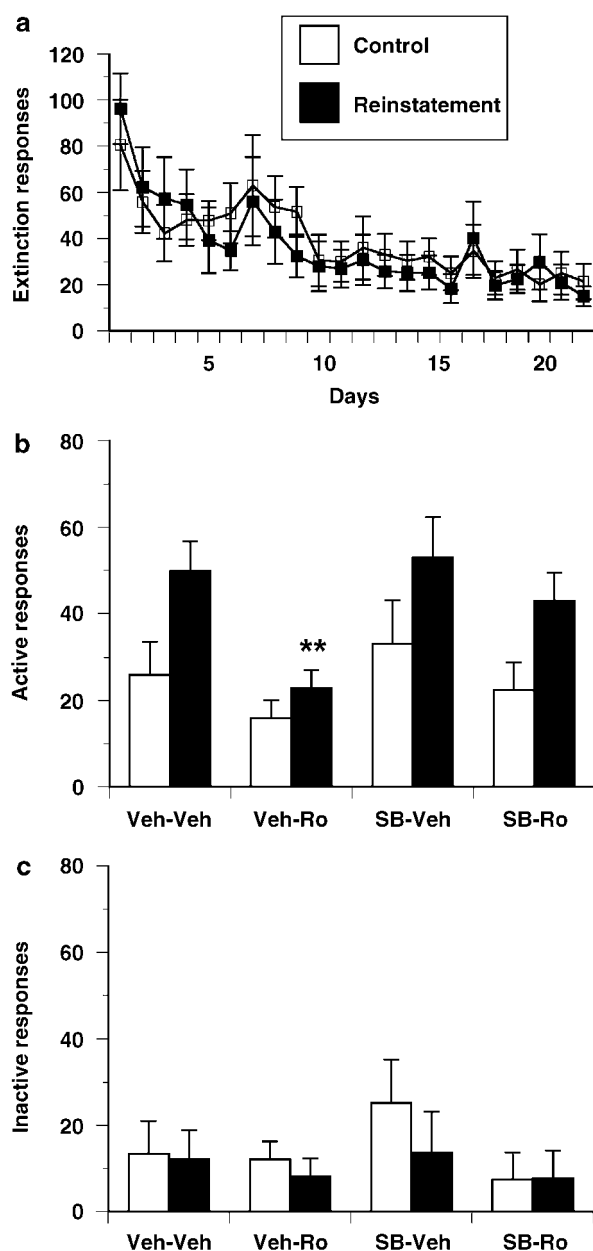 a
Control
Reinstatement
Extinction responses
120
100
80
60
40
20
0
5 10 15 20
Days
b
Active responses
80
60
40
20
0
**
Veh-Veh Veh-Ro SB-Veh SB-Ro
c
Inactive responses
80
60
40
20
0
Veh-Veh Veh-Ro SB-Veh SB-Ro